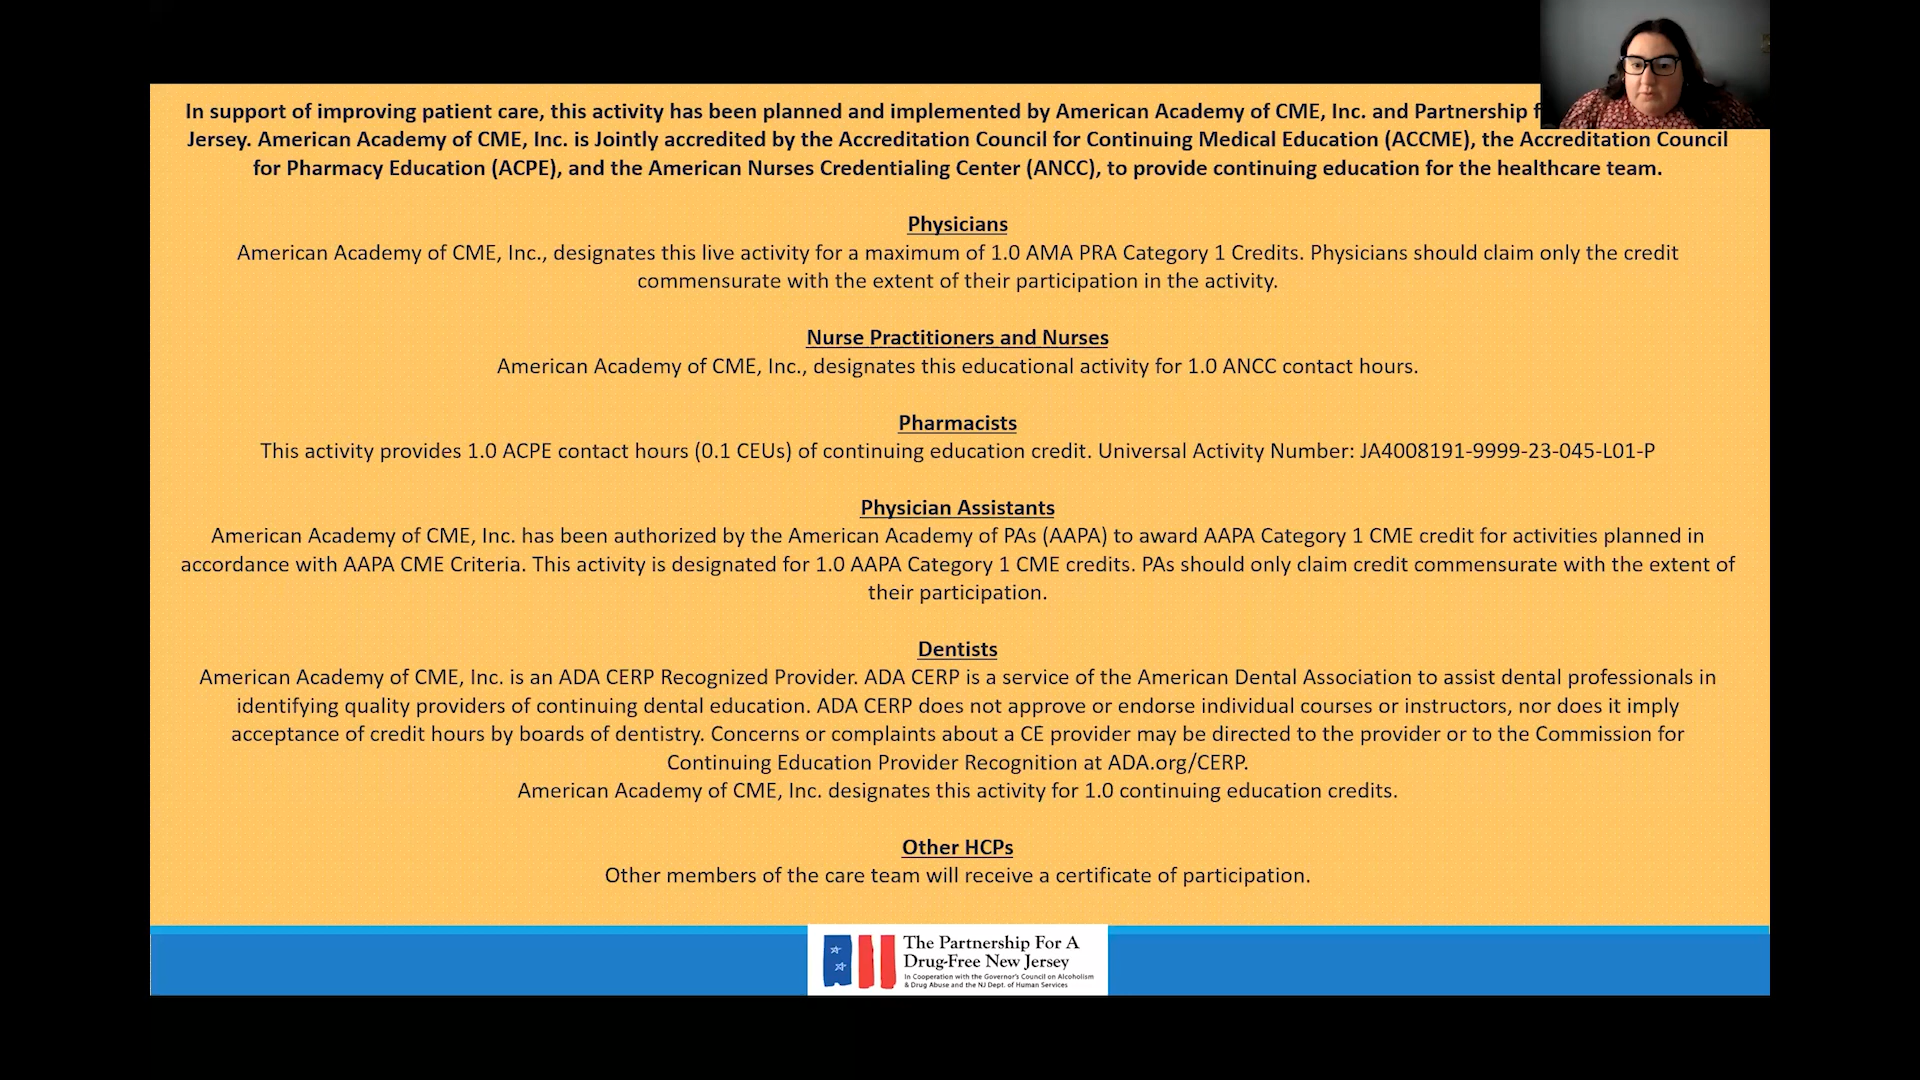 In support of improving patient care, this activity has been planned and implemented by American Academy of CME, Inc. and Partnership
Jersey. American Academy of CME, Inc. is Jointly accredited by the Accreditation Council for Continuing Medical Education (ACCME), the Accreditation Council
for Pharmacy Education (ACPE), and the American Nurses Credentialing Center (ANCC), to provide continuing education for the healthcare team.
Physicians
American Academy of CME, Inc., designates this live activity for a maximum of 1.0 AMA PRA Category 1 Credits. Physicians should claim only the credit
commensurate with the extent of their participation in the activity.
Nurse Practitioners and Nurses
American Academy of CME, Inc., designates this educational activity for 1.0 ANCC contact hours.
Pharmacists
This activity provides 1.0 ACPE contact hours (0.1 CEUs) of continuing education credit. Universal Activity Number: JA4008191-9999-23-045-L01-P
Physician Assistants
American Academy of CME, Inc. has been authorized by the American Academy of PAs (AAPA) to award AAPA Category 1 CME credit for activities planned in
accordance with AAPA CME Criteria. This activity is designated for 1.0 AAPA Category 1 CME credits. PAs should only claim credit commensurate with the extent of
their participation.
Dentists
American Academy of CME, Inc. is an ADA CERP Recognized Provider. ADA CERP is a service of the American Dental Association to assist dental professionals in
identifying quality providers of continuing dental education. ADA CERP does not approve or endorse individual courses or instructors, nor does it imply
acceptance of credit hours by boards of dentistry. Concerns or complaints about a CE provider may be directed to the provider or to the Commission for
Continuing Education Provider Recognition at ADA.org/CERP.
American Academy of CME, Inc. designates this activity for 1.0 continuing education credits.
Other HCPs
Other members of the care team will receive a certificate of participation.
The Partnership For A
Drug-Free New Jersey
In Cooperation with the Governor's Council on Alcoholism
& Drug Abuse and the NJ Dept. of Human Services